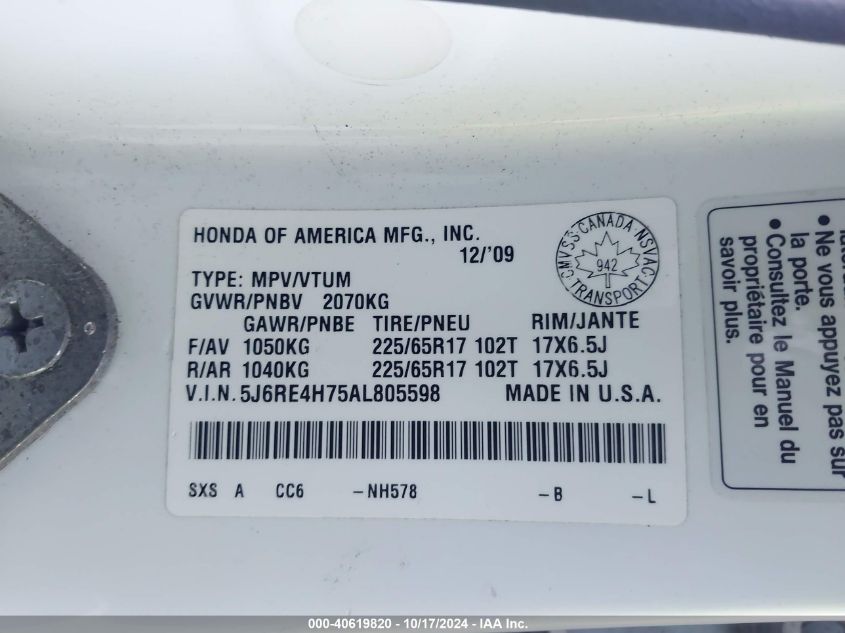 HONDA OF AMERICA MFG., INC.
12/'09
TYPE: MPV/VTUM
GVWR/PNBV 2070KG
GAWR/PNBE TIRE/PNEU RIM/JANTE
F/AV 1050KG 225/65R17 102T 17X6.5J
R/AR 1040KG 225/65R17 102T 17X6.5J
V.I.N. 5J6RE4H75AL805598 MADE IN U.S.A.
SXS A CC6 -NH578 -B -L
CANADA
CMVSS NSVAC
942
TRANSPORT
• Ne vous appuyez pas sur
la porte.
• Consultez le Manuel du
propriétaire pour en
savoir plus.
000-40619820 - 10/17/2024 - IAA Inc.